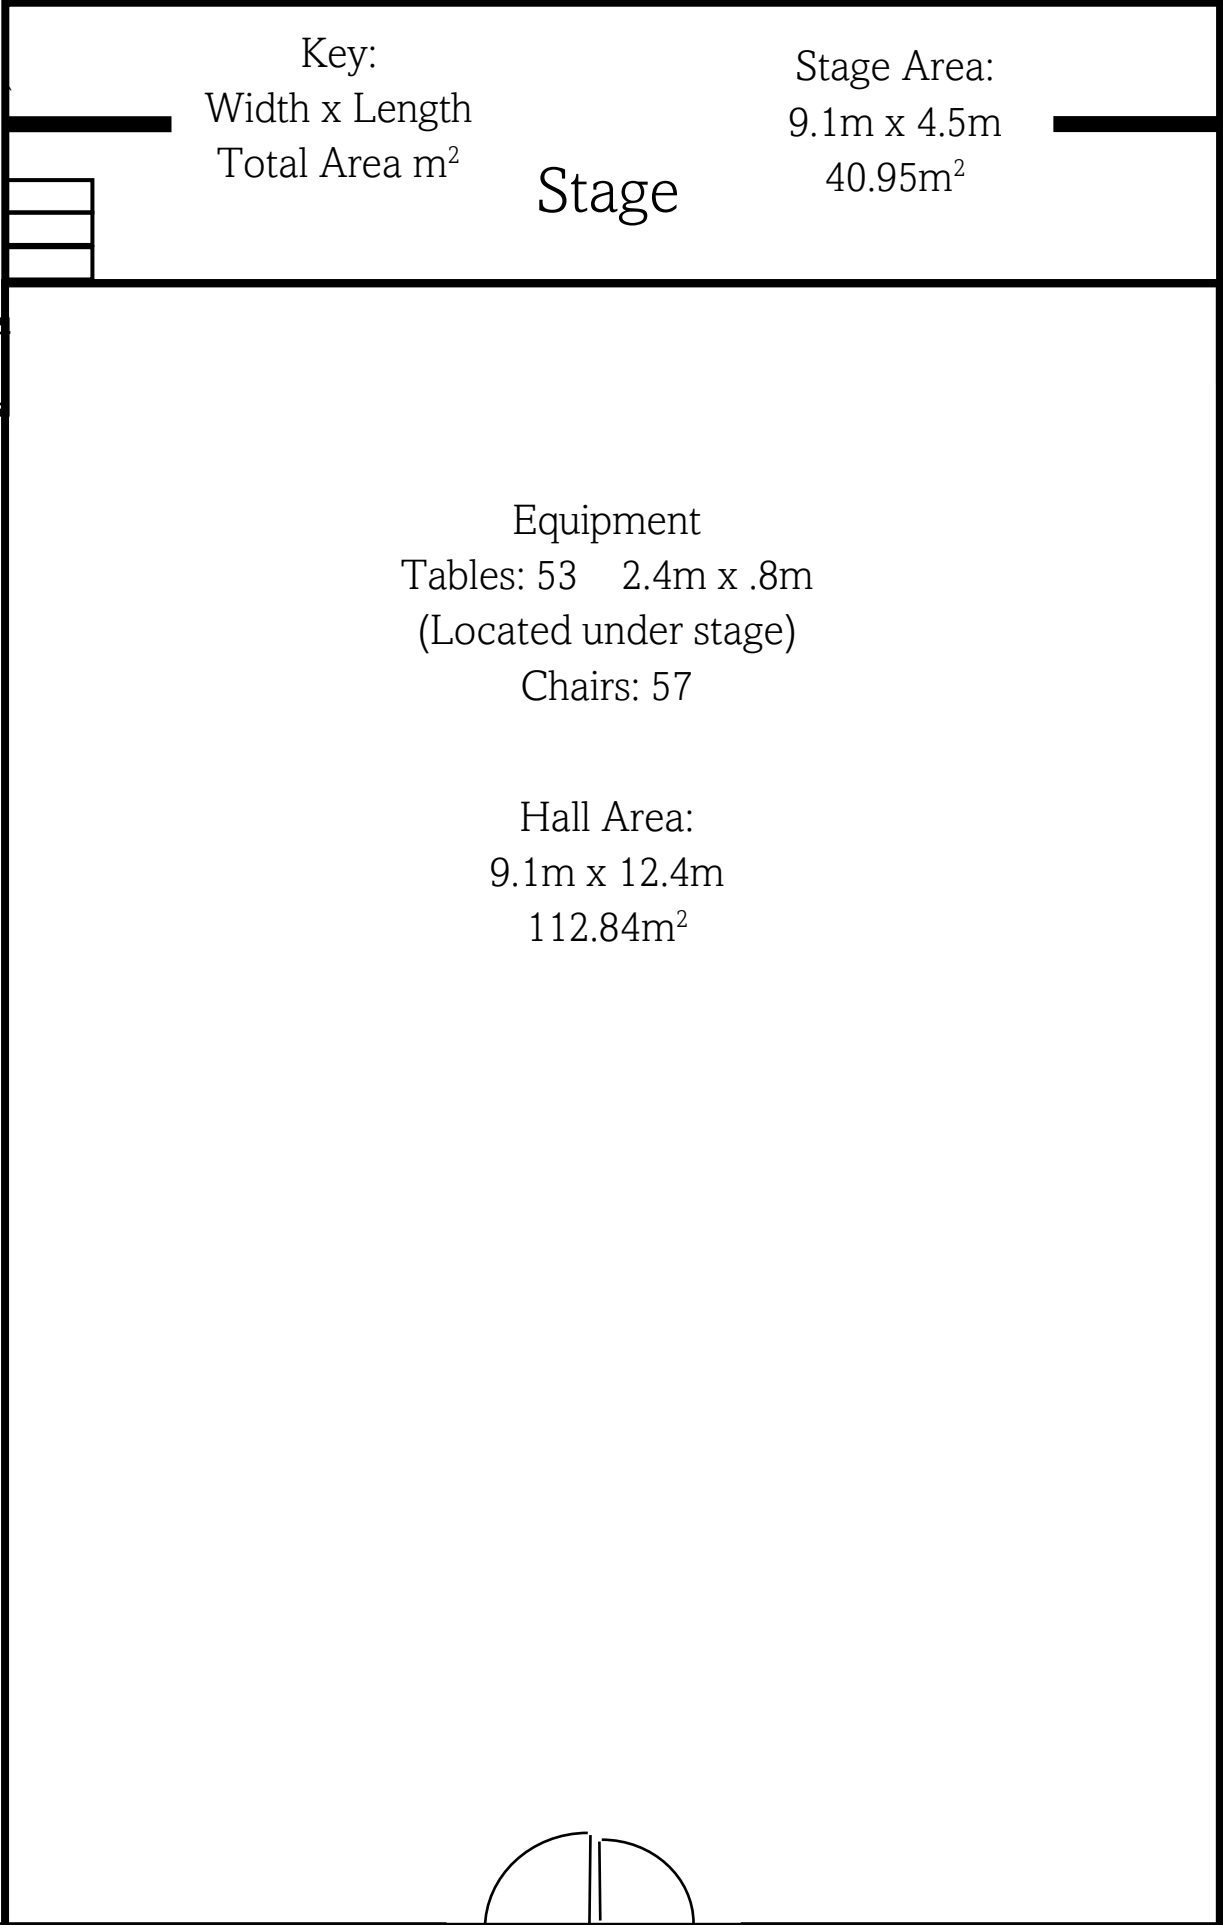 Key:
Width x Length
Total Area m²
Stage Area:
9.1m x 4.5m
40.95m²
Stage
Equipment
Tables: 53 2.4m x .8m
(Located under stage)
Chairs: 57
Hall Area:
9.1m x 12.4m
112.84m²